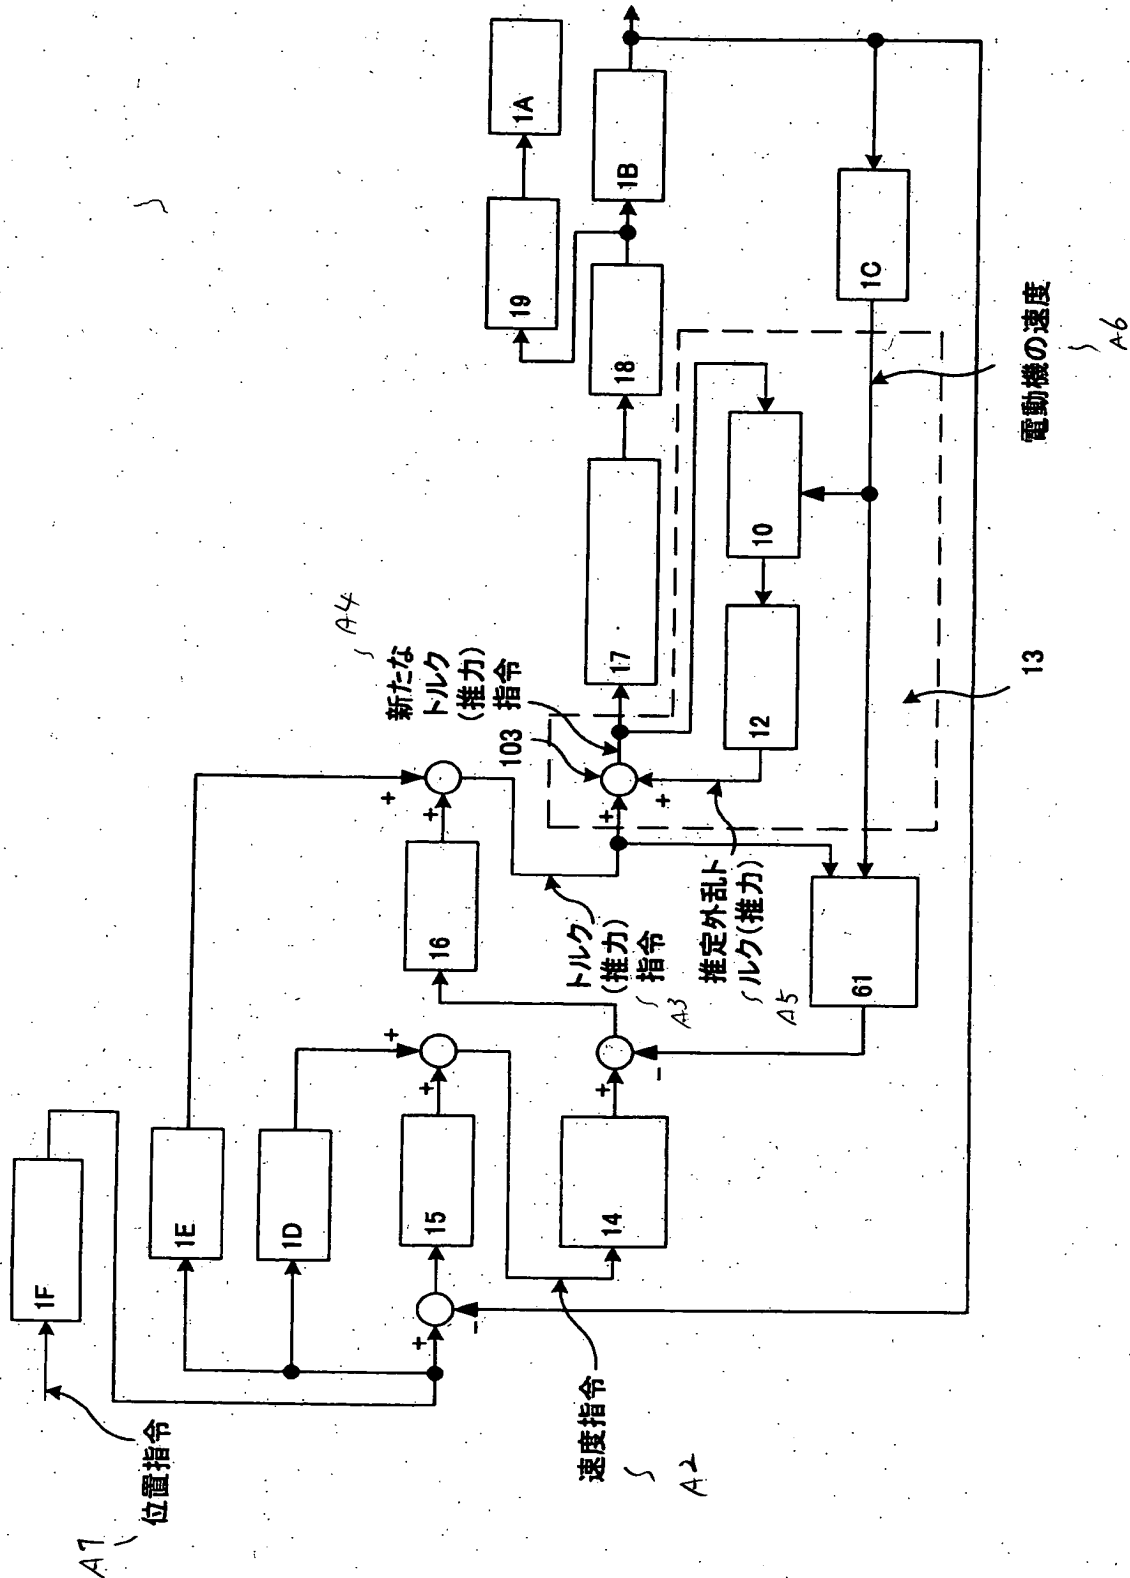 A7
位置指令
1F
1E
1D
15
速度指令
A2
14
16
トルク
(推力)
指令
A3
新たな
トルク
(推力)
指令
A4
103
17
18
19
1A
1B
1C
10
12
推定外乱ト
ルク(推力)
A5
61
13
電動機の速度
A6
+
-
+
+
+
-
+
+
+
+